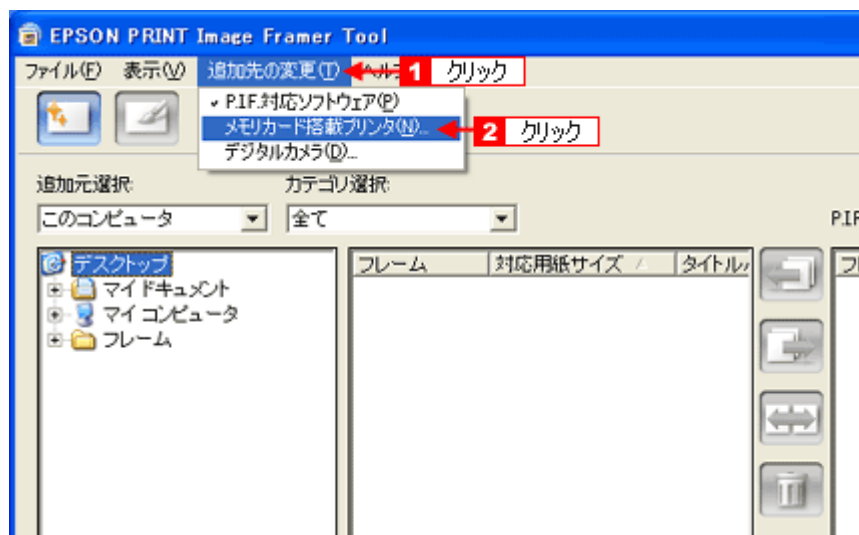 EPSON PRINT Image Framer Tool
ファイル(F) 表示(V) 追加先の変更(T) 1 クリック
✓ P.I.F.対応ソフトウェア(P)
メモリカード搭載プリンタ(N)... 2 クリック
デジタルカメラ(D)...
追加元選択: カテゴリ選択:
このコンピュータ 全て
デスクトップ フレーム 対応用紙サイズ タイトル
マイ ドキュメント
マイ コンピュータ
フレーム